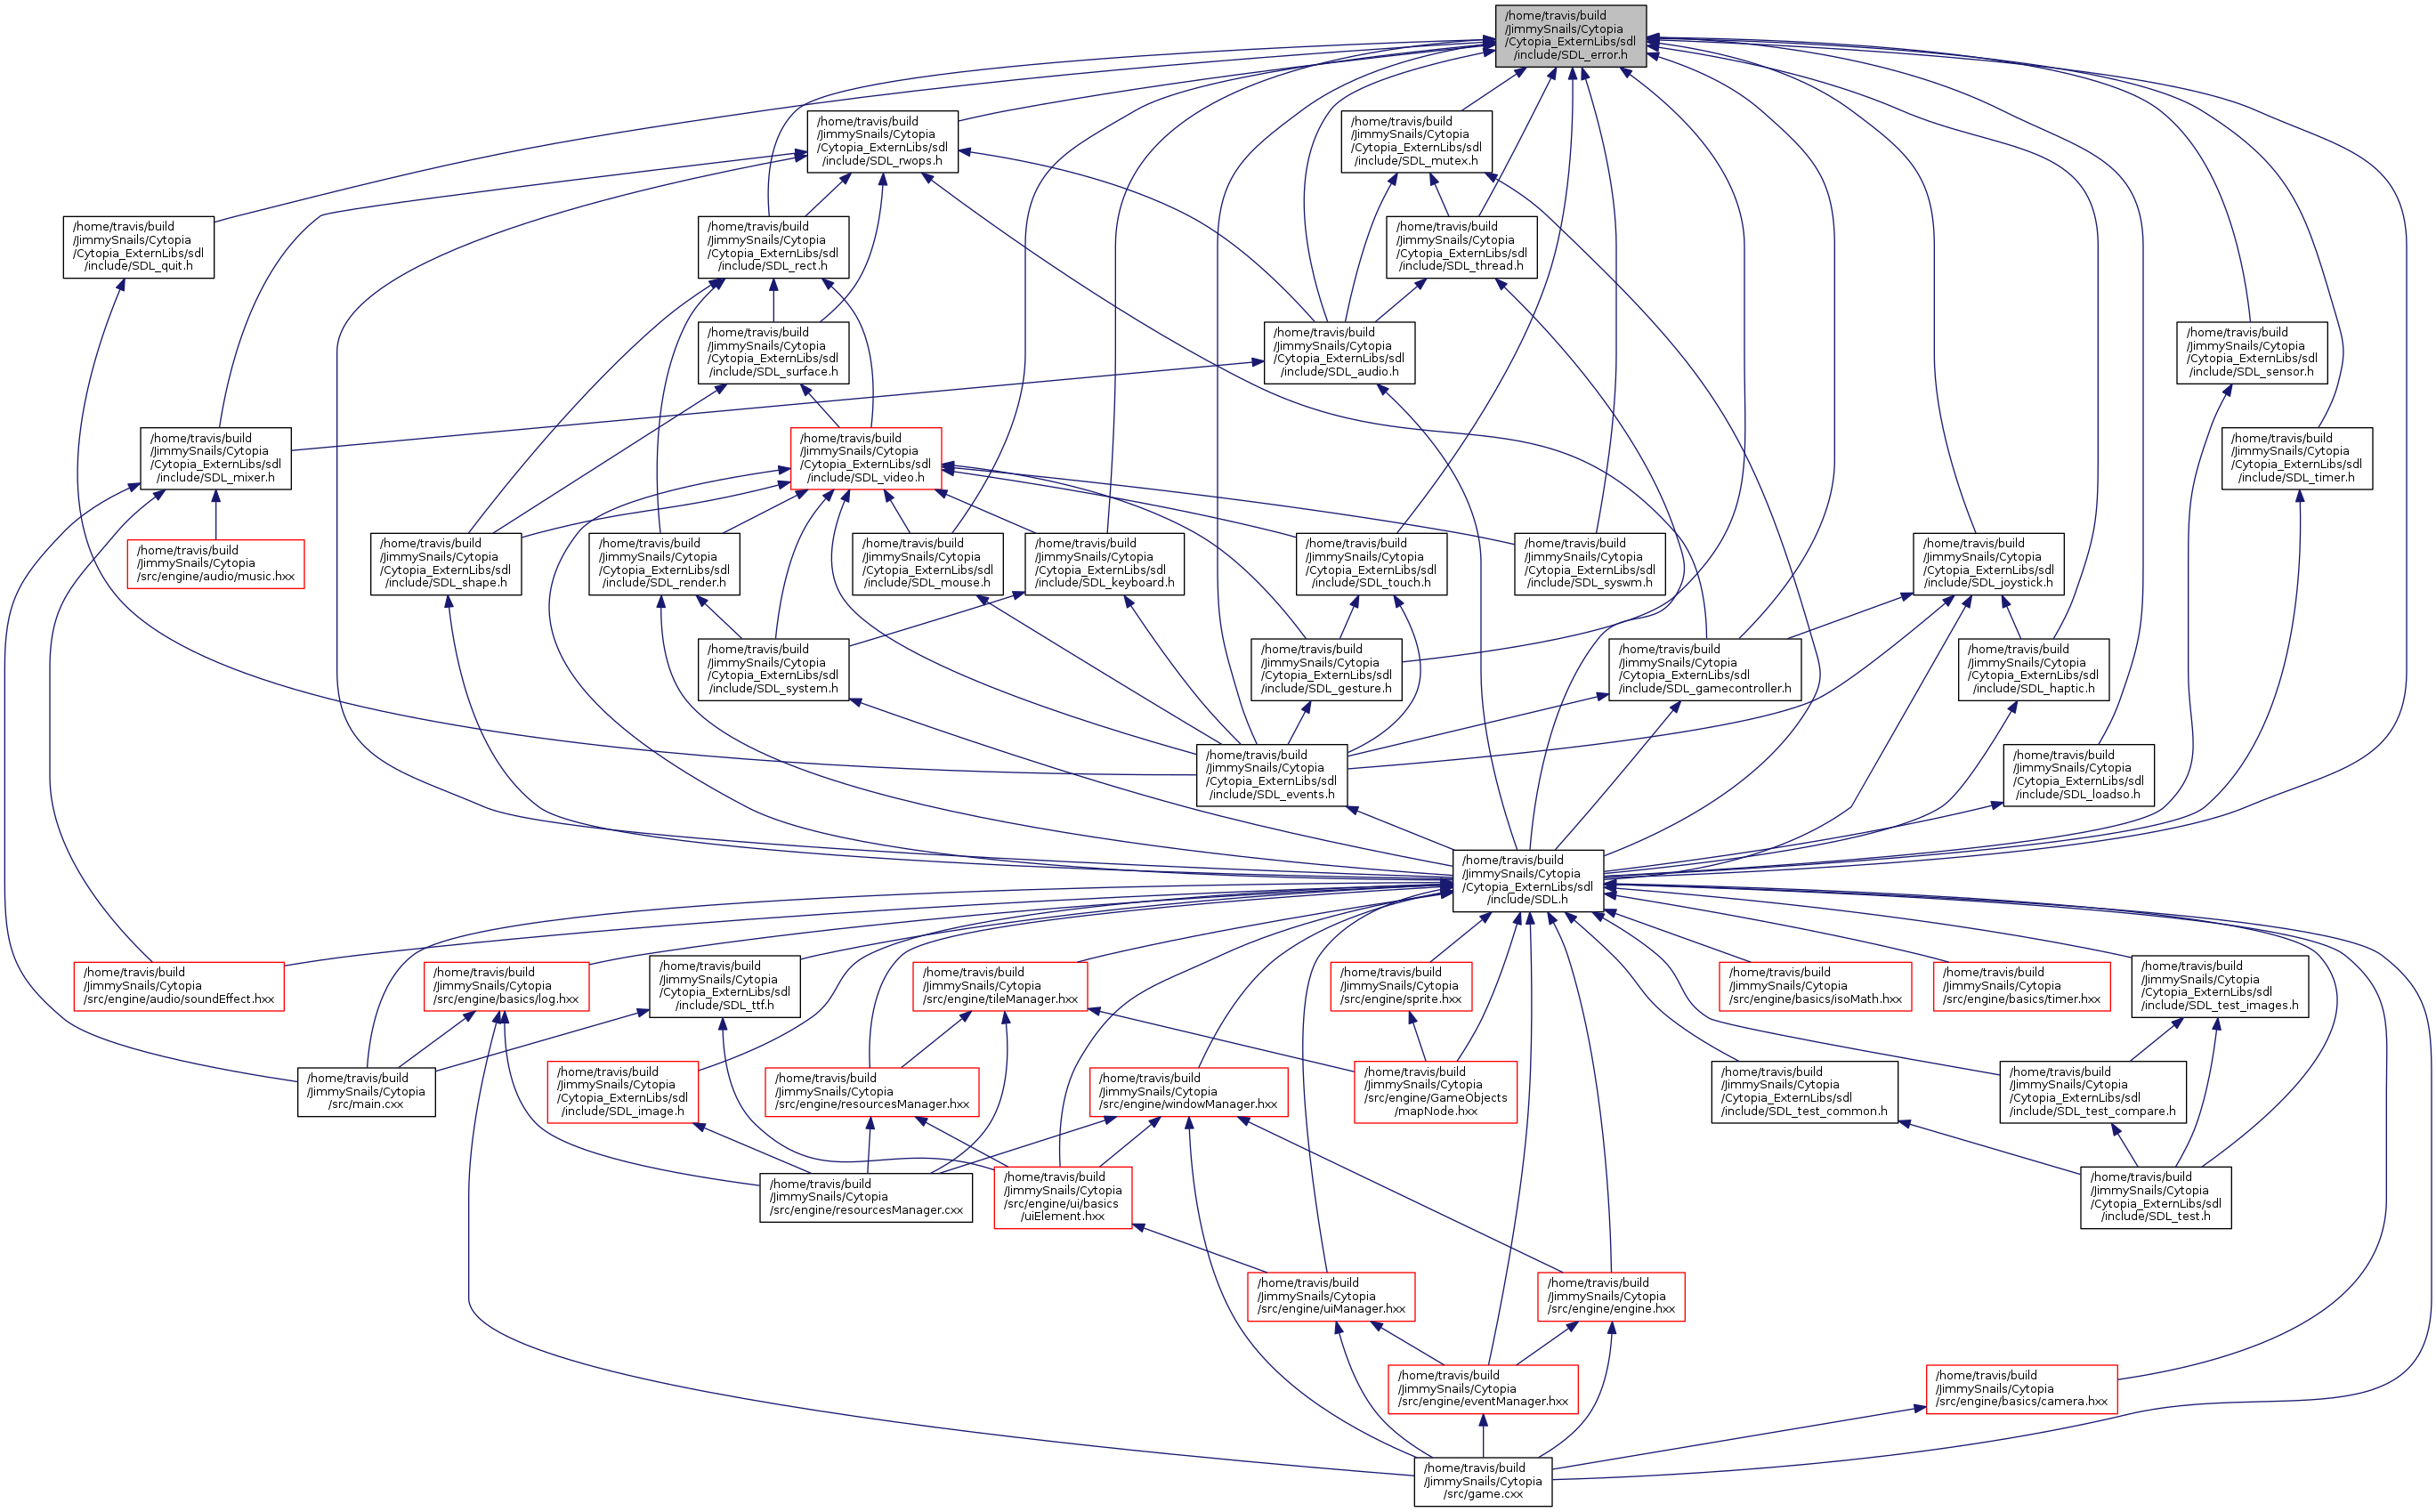 /home/travis/build
/JimmySnails/Cytopia
/Cytopia_ExternLibs/sdl
/include/SDL_error.h
/home/travis/build
/JimmySnails/Cytopia
/Cytopia_ExternLibs/sdl
/include/SDL_rwops.h
/home/travis/build
/JimmySnails/Cytopia
/Cytopia_ExternLibs/sdl
/include/SDL_mutex.h
/home/travis/build
/JimmySnails/Cytopia
/Cytopia_ExternLibs/sdl
/include/SDL_quit.h
/home/travis/build
/JimmySnails/Cytopia
/Cytopia_ExternLibs/sdl
/include/SDL_rect.h
/home/travis/build
/JimmySnails/Cytopia
/Cytopia_ExternLibs/sdl
/include/SDL_thread.h
/home/travis/build
/JimmySnails/Cytopia
/Cytopia_ExternLibs/sdl
/include/SDL_surface.h
/home/travis/build
/JimmySnails/Cytopia
/Cytopia_ExternLibs/sdl
/include/SDL_audio.h
/home/travis/build
/JimmySnails/Cytopia
/Cytopia_ExternLibs/sdl
/include/SDL_sensor.h
/home/travis/build
/JimmySnails/Cytopia
/Cytopia_ExternLibs/sdl
/include/SDL_mixer.h
/home/travis/build
/JimmySnails/Cytopia
/Cytopia_ExternLibs/sdl
/include/SDL_video.h
/home/travis/build
/JimmySnails/Cytopia
/Cytopia_ExternLibs/sdl
/include/SDL_timer.h
/home/travis/build
/JimmySnails/Cytopia
/src/engine/audio/music.hxx
/home/travis/build
/JimmySnails/Cytopia
/Cytopia_ExternLibs/sdl
/include/SDL_shape.h
/home/travis/build
/JimmySnails/Cytopia
/Cytopia_ExternLibs/sdl
/include/SDL_render.h
/home/travis/build
/JimmySnails/Cytopia
/Cytopia_ExternLibs/sdl
/include/SDL_mouse.h
/home/travis/build
/JimmySnails/Cytopia
/Cytopia_ExternLibs/sdl
/include/SDL_keyboard.h
/home/travis/build
/JimmySnails/Cytopia
/Cytopia_ExternLibs/sdl
/include/SDL_touch.h
/home/travis/build
/JimmySnails/Cytopia
/Cytopia_ExternLibs/sdl
/include/SDL_syswm.h
/home/travis/build
/JimmySnails/Cytopia
/Cytopia_ExternLibs/sdl
/include/SDL_joystick.h
/home/travis/build
/JimmySnails/Cytopia
/Cytopia_ExternLibs/sdl
/include/SDL_system.h
/home/travis/build
/JimmySnails/Cytopia
/Cytopia_ExternLibs/sdl
/include/SDL_gesture.h
/home/travis/build
/JimmySnails/Cytopia
/Cytopia_ExternLibs/sdl
/include/SDL_gamecontroller.h
/home/travis/build
/JimmySnails/Cytopia
/Cytopia_ExternLibs/sdl
/include/SDL_haptic.h
/home/travis/build
/JimmySnails/Cytopia
/Cytopia_ExternLibs/sdl
/include/SDL_events.h
/home/travis/build
/JimmySnails/Cytopia
/Cytopia_ExternLibs/sdl
/include/SDL_loadso.h
/home/travis/build
/JimmySnails/Cytopia
/Cytopia_ExternLibs/sdl
/include/SDL.h
/home/travis/build
/JimmySnails/Cytopia
/src/engine/audio/soundEffect.hxx
/home/travis/build
/JimmySnails/Cytopia
/src/engine/basics/log.hxx
/home/travis/build
/JimmySnails/Cytopia
/Cytopia_ExternLibs/sdl
/include/SDL_ttf.h
/home/travis/build
/JimmySnails/Cytopia
/src/engine/tileManager.hxx
/home/travis/build
/JimmySnails/Cytopia
/src/engine/sprite.hxx
/home/travis/build
/JimmySnails/Cytopia
/src/engine/basics/isoMath.hxx
/home/travis/build
/JimmySnails/Cytopia
/src/engine/basics/timer.hxx
/home/travis/build
/JimmySnails/Cytopia
/Cytopia_ExternLibs/sdl
/include/SDL_test_images.h
/home/travis/build
/JimmySnails/Cytopia
/src/main.cxx
/home/travis/build
/JimmySnails/Cytopia
/Cytopia_ExternLibs/sdl
/include/SDL_image.h
/home/travis/build
/JimmySnails/Cytopia
/src/engine/resourcesManager.hxx
/home/travis/build
/JimmySnails/Cytopia
/src/engine/windowManager.hxx
/home/travis/build
/JimmySnails/Cytopia
/src/engine/GameObjects
/mapNode.hxx
/home/travis/build
/JimmySnails/Cytopia
/Cytopia_ExternLibs/sdl
/include/SDL_test_common.h
/home/travis/build
/JimmySnails/Cytopia
/Cytopia_ExternLibs/sdl
/include/SDL_test_compare.h
/home/travis/build
/JimmySnails/Cytopia
/src/engine/resourcesManager.cxx
/home/travis/build
/JimmySnails/Cytopia
/src/engine/ui/basics
/uiElement.hxx
/home/travis/build
/JimmySnails/Cytopia
/Cytopia_ExternLibs/sdl
/include/SDL_test.h
/home/travis/build
/JimmySnails/Cytopia
/src/engine/uiManager.hxx
/home/travis/build
/JimmySnails/Cytopia
/src/engine/engine.hxx
/home/travis/build
/JimmySnails/Cytopia
/src/engine/eventManager.hxx
/home/travis/build
/JimmySnails/Cytopia
/src/engine/basics/camera.hxx
/home/travis/build
/JimmySnails/Cytopia
/src/game.cxx